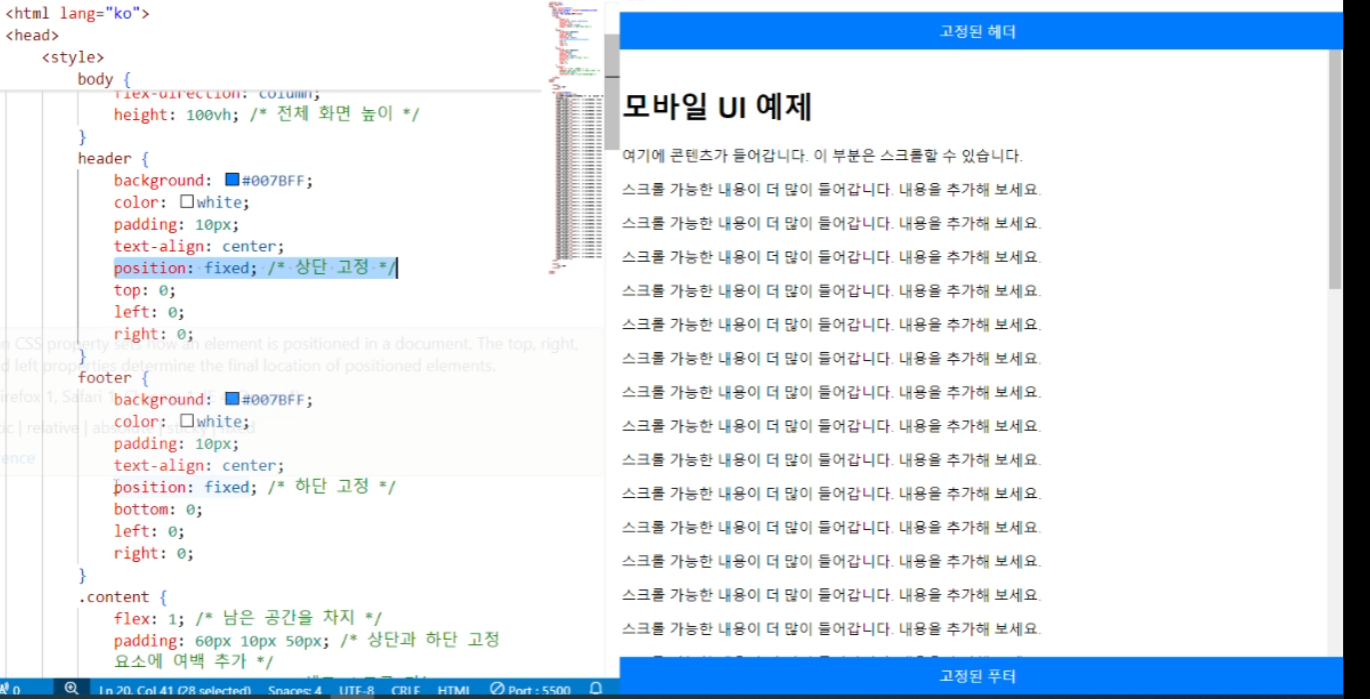 <html lang="ko">
<head>
<style>
body {
flex-direction: column;
height: 100vh; /* 전체 화면 높이 */
}
header {
background: #007BFF;
color: white;
padding: 10px;
text-align: center;
position: fixed; /* 상단 고정 */
top: 0;
left: 0;
right: 0;
}
CSS property sets how an element is positioned in a document. The top, right,
left properties determine the final location of positioned elements.
footer {
background: #007BFF;
color: white;
padding: 10px;
text-align: center;
position: fixed; /* 하단 고정 */
bottom: 0;
left: 0;
right: 0;
}
.content {
flex: 1; /* 남은 공간을 차지 */
padding: 60px 10px 50px; /* 상단과 하단 고정
요소에 여백 추가 */
0 Ln 20, Col 41 (28 selected) Spaces: 4 UTF-8 CRLF HTML Port : 5500
고정된 헤더
모바일 UI 예제
여기에 콘텐츠가 들어갑니다. 이 부분은 스크롤할 수 있습니다.
스크롤 가능한 내용이 더 많이 들어갑니다. 내용을 추가해 보세요.
스크롤 가능한 내용이 더 많이 들어갑니다. 내용을 추가해 보세요.
스크롤 가능한 내용이 더 많이 들어갑니다. 내용을 추가해 보세요.
스크롤 가능한 내용이 더 많이 들어갑니다. 내용을 추가해 보세요.
스크롤 가능한 내용이 더 많이 들어갑니다. 내용을 추가해 보세요.
스크롤 가능한 내용이 더 많이 들어갑니다. 내용을 추가해 보세요.
스크롤 가능한 내용이 더 많이 들어갑니다. 내용을 추가해 보세요.
스크롤 가능한 내용이 더 많이 들어갑니다. 내용을 추가해 보세요.
스크롤 가능한 내용이 더 많이 들어갑니다. 내용을 추가해 보세요.
스크롤 가능한 내용이 더 많이 들어갑니다. 내용을 추가해 보세요.
스크롤 가능한 내용이 더 많이 들어갑니다. 내용을 추가해 보세요.
스크롤 가능한 내용이 더 많이 들어갑니다. 내용을 추가해 보세요.
스크롤 가능한 내용이 더 많이 들어갑니다. 내용을 추가해 보세요.
스크롤 가능한 내용이 더 많이 들어갑니다. 내용을 추가해 보세요.
고정된 푸터